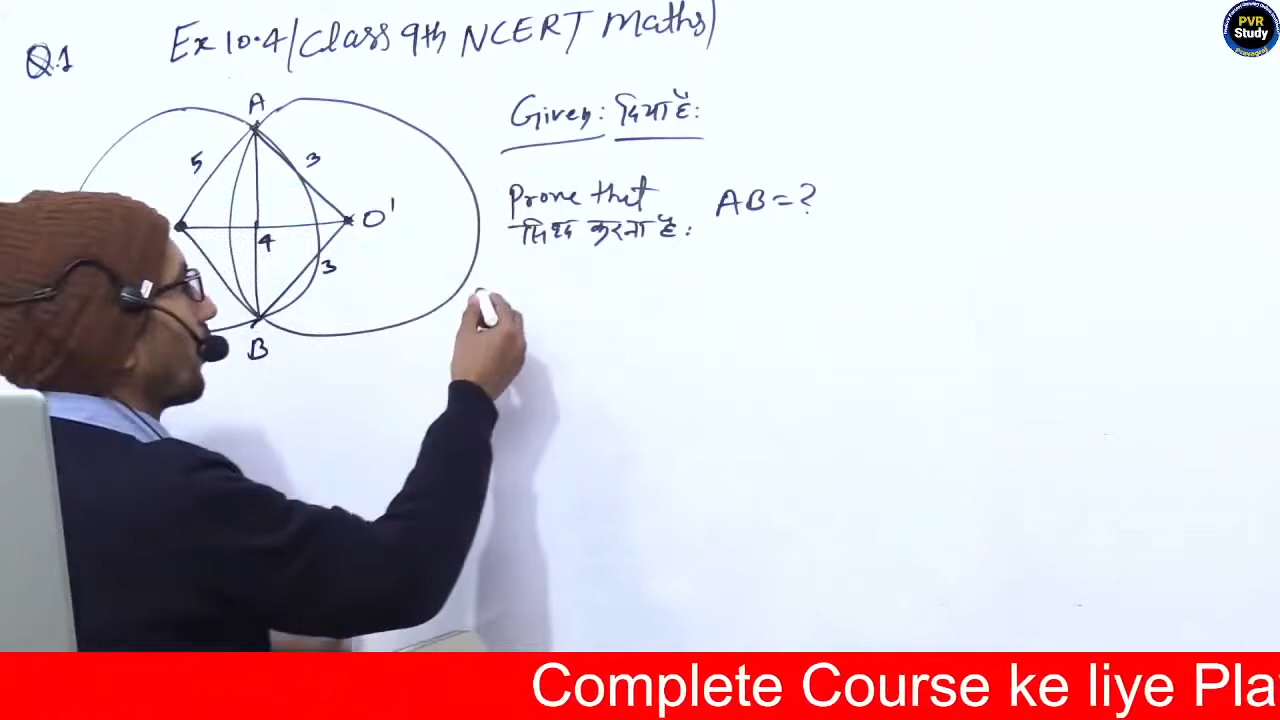 Q.1
Ex 10.4/(Class 9th NCERT Maths)
A
5
3
O'
4
3
B
Given: दिया है:
Prove that AB=?
सिद्ध करना है:
PVR
Study
Prayagraj
Complete Course ke liye Pla